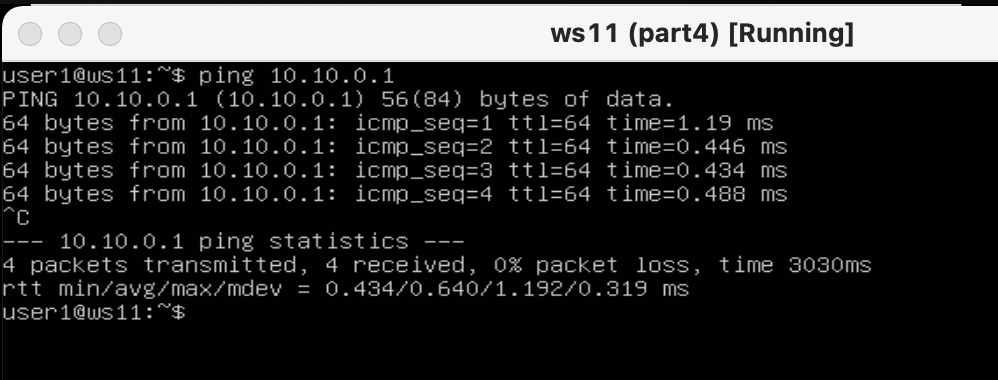 ws11 (part4) [Running]
user1@ws11:~$ ping 10.10.0.1
PING 10.10.0.1 (10.10.0.1) 56(84) bytes of data.
64 bytes from 10.10.0.1: icmp_seq=1 ttl=64 time=1.19 ms
64 bytes from 10.10.0.1: icmp_seq=2 ttl=64 time=0.446 ms
64 bytes from 10.10.0.1: icmp_seq=3 ttl=64 time=0.434 ms
64 bytes from 10.10.0.1: icmp_seq=4 ttl=64 time=0.488 ms
^C
--- 10.10.0.1 ping statistics ---
4 packets transmitted, 4 received, 0% packet loss, time 3030ms
rtt min/avg/max/mdev = 0.434/0.640/1.192/0.319 ms
user1@ws11:~$